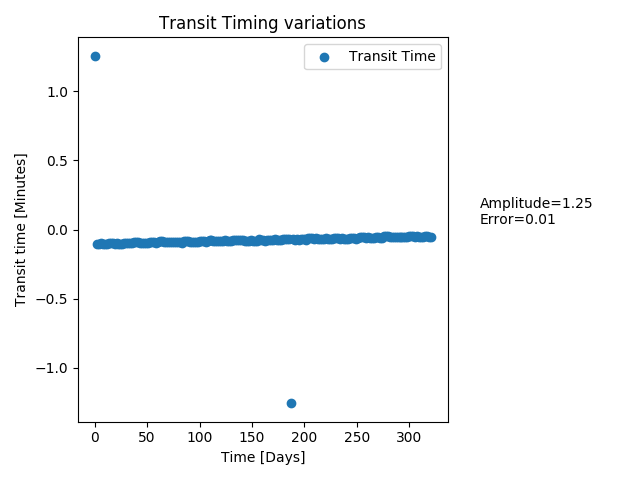 Transit Timing variations
Transit Time
1.0
0.5
0.0
−0.5
−1.0
Transit time [Minutes]
Amplitude=1.25
Error=0.01
0 50 100 150 200 250 300
Time [Days]